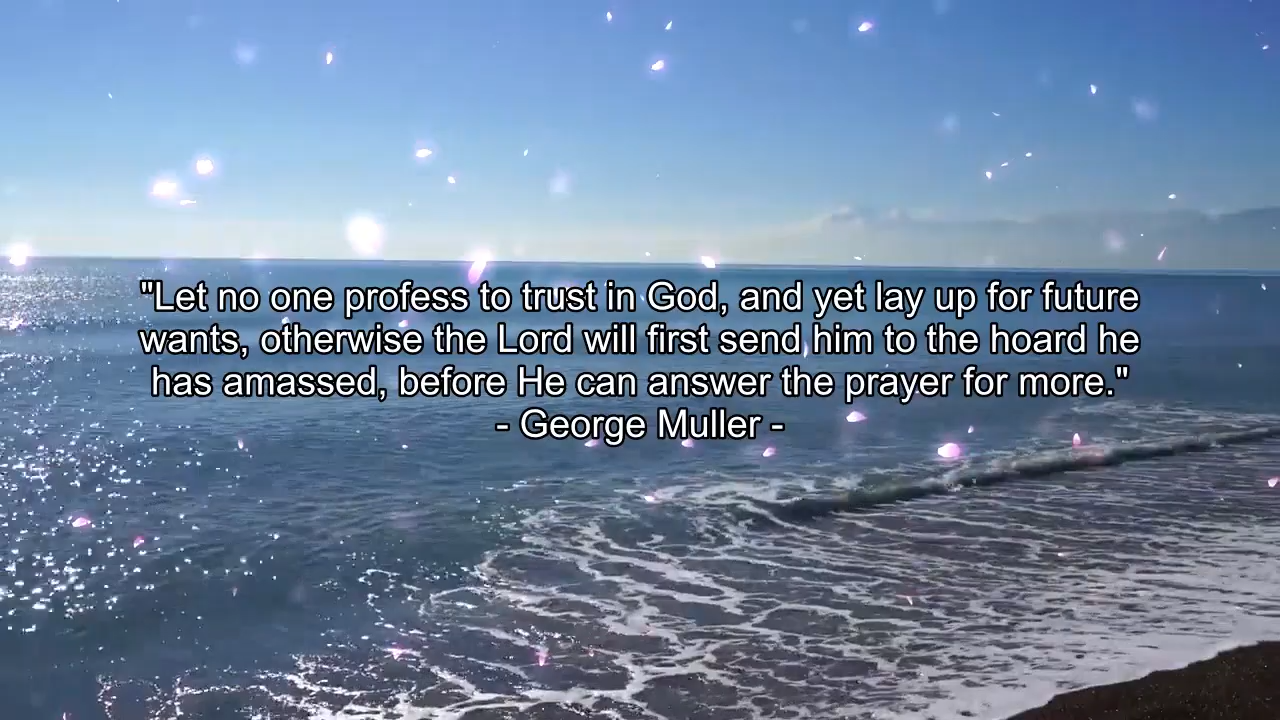 "Let no one profess to trust in God, and yet lay up for future
wants, otherwise the Lord will first send him to the hoard he
has amassed, before He can answer the prayer for more."
- George Muller -